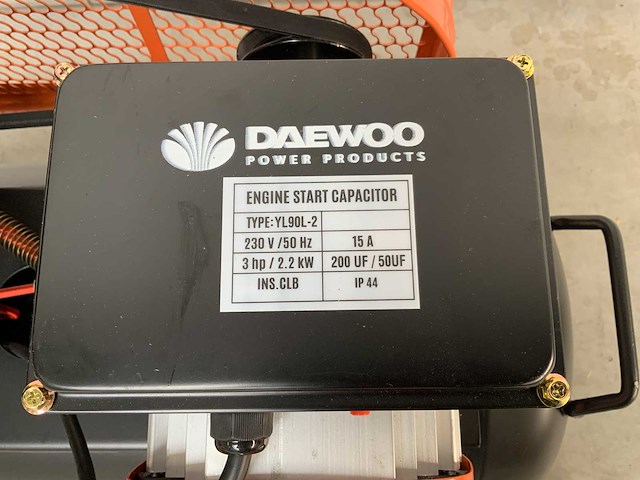 DAEWOO
POWER PRODUCTS
ENGINE START CAPACITOR
TYPE:YL90L-2
230 V /50 Hz 15 A
3 hp / 2.2 kW 200 UF / 50UF
INS.CLB IP 44